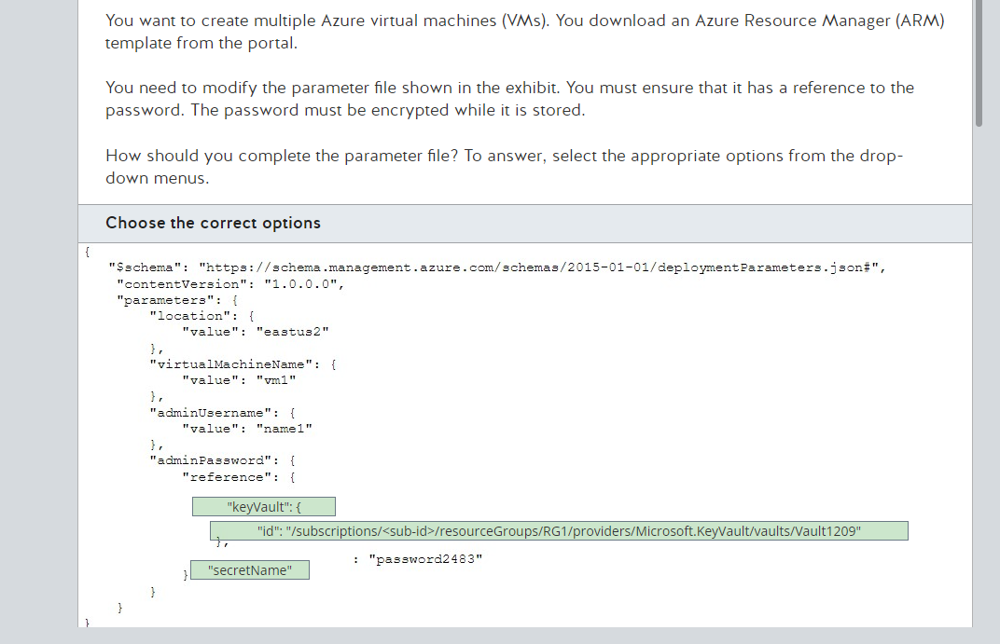 You want to create multiple Azure virtual machines (VMs). You download an Azure Resource Manager (ARM)
template from the portal.
You need to modify the parameter file shown in the exhibit. You must ensure that it has a reference to the
password. The password must be encrypted while it is stored.
How should you complete the parameter file? To answer, select the appropriate options from the drop-
down menus.
Choose the correct options
{
"$schema": "https://schema.management.azure.com/schemas/2015-01-01/deploymentParameters.json#",
"contentVersion": "1.0.0.0",
"parameters": {
"location": {
"value": "eastus2"
},
"virtualMachineName": {
"value": "vm1"
},
"adminUsername": {
"value": "name1"
},
"adminPassword": {
"reference": {
"keyVault": {
"id": "/subscriptions/<sub-id>/resourceGroups/RG1/providers/Microsoft.KeyVault/vaults/Vault1209"
},
: "password2483"
} "secretName"
}
}
}